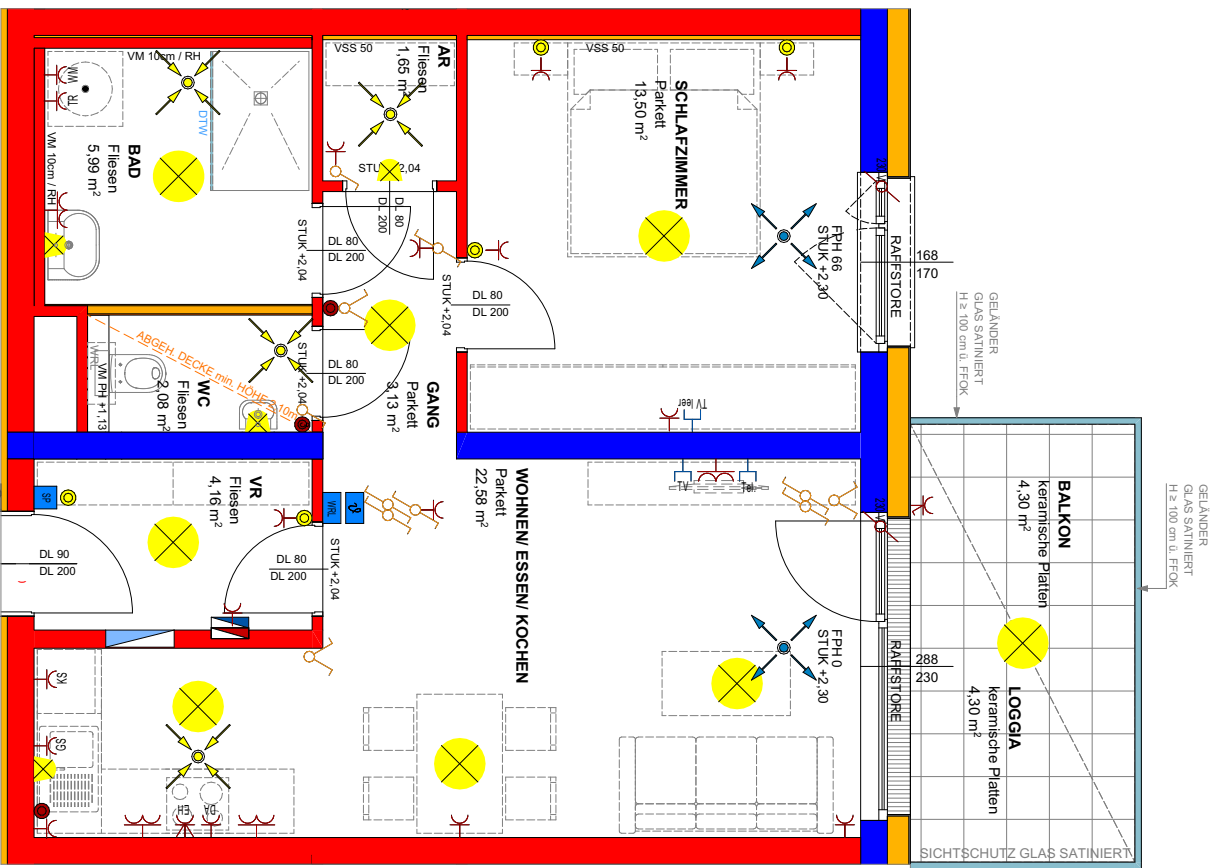 VM 10cm / RH
WM
TR
DTW
VM 10cm / RH
BAD
Fliesen
5,99 m²
AR
Fliesen
1,65 m²
STUK +2,04
DL 80
DL 200
VSS 50
VSS 50
SCHLAFZIMMER
Parkett
13,50 m²
FPH 66
STUK +2,30
RAFFSTORE
168
170
GELÄNDER
GLAS SATINIERT
H ≥ 100 cm ü. FFOK
STUK +2,04
DL 80
DL 200
STUK +2,04
DL 80
DL 200
DL 80
DL 200
STUK +2,04
ABGEH. DECKE min. HÖHE 2,10m
WRL
VM PH +1,13
WC
Fliesen
2,08 m²
GANG
Parkett
3,13 m²
TV leer
TV
Tel.
WOHNEN/ ESSEN/ KOCHEN
Parkett
22,58 m²
VR
Fliesen
4,16 m²
SP
WRL
DL 90
DL 200
DL 80
DL 200
STUK +2,04
FPH 0
STUK +2,30
RAFFSTORE
288
230
BALKON
keramische Platten
4,30 m²
LOGGIA
keramische Platten
4,30 m²
GELÄNDER
GLAS SATINIERT
H ≥ 100 cm ü. FFOK
KS
GS
EH
DA
SICHTSCHUTZ GLAS SATINIERT